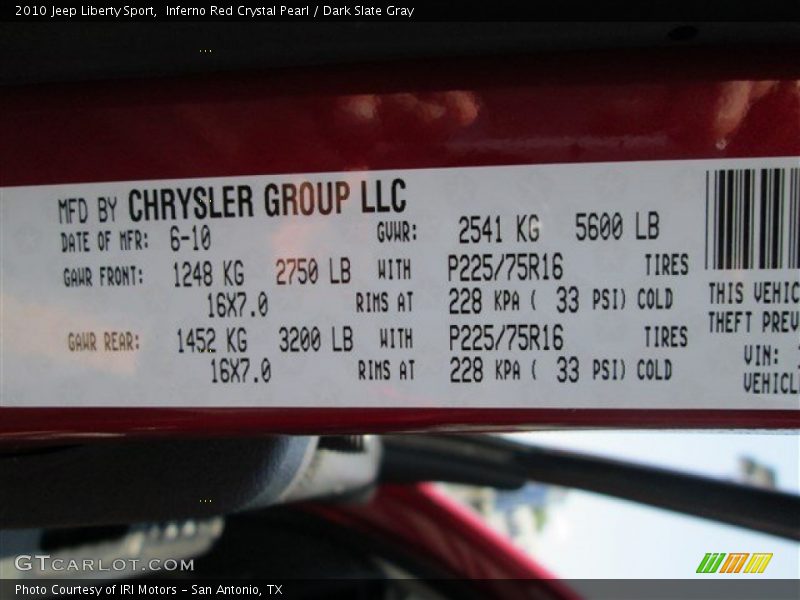 2010 Jeep Liberty Sport,  Inferno Red Crystal Pearl / Dark Slate Gray
MFD BY CHRYSLER GROUP LLC
DATE OF MFR: 6-10 GVWR: 2541 KG 5600 LB
GAWR FRONT: 1248 KG 2750 LB WITH P225/75R16 TIRES
16X7.0 RIMS AT 228 KPA ( 33 PSI) COLD
GAWR REAR: 1452 KG 3200 LB WITH P225/75R16 TIRES
16X7.0 RIMS AT 228 KPA ( 33 PSI) COLD
THIS VEHIC
THEFT PREV
VIN:
VEHICL
GTCARLOT.COM
Photo Courtesy of IRI Motors - San Antonio, TX